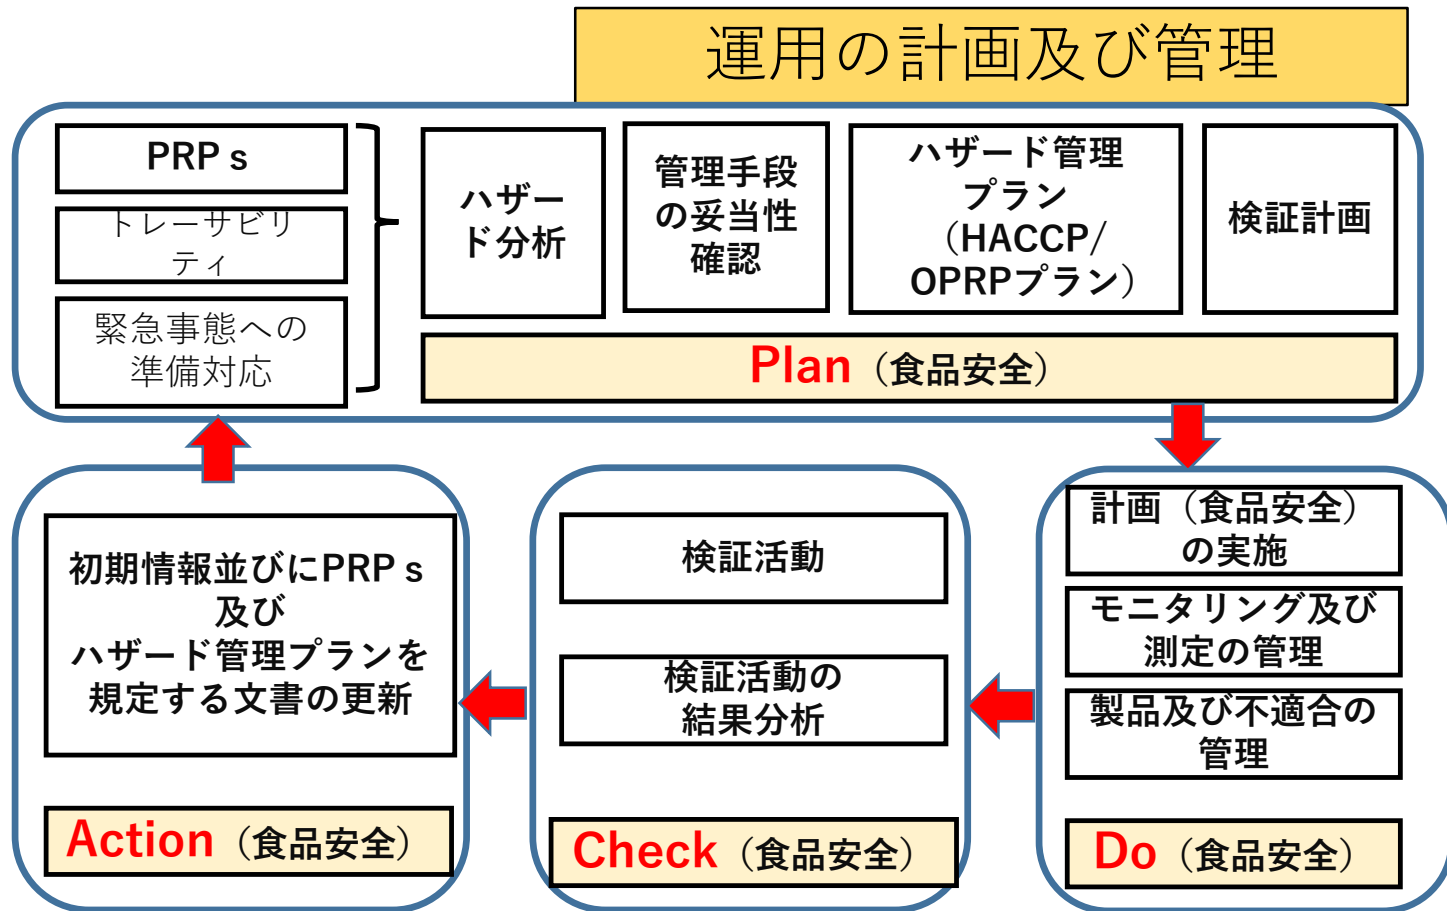 運用の計画及び管理
PRP s
トレーサビリ
ティ
緊急事態への
準備対応
ハザー
ド分析
管理手段
の妥当性
確認
ハザード管理
プラン
（HACCP/
OPRPプラン）
検証計画
Plan（食品安全）
計画（食品安全）
の実施
モニタリング及び
測定の管理
製品及び不適合の
管理
Do（食品安全）
検証活動
検証活動の
結果分析
Check（食品安全）
初期情報並びにPRP s
及び
ハザード管理プランを
規定する文書の更新
Action（食品安全）